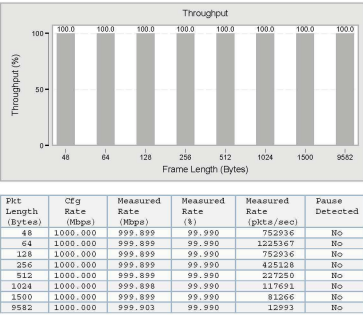 Throughput
100.0 100.0 100.0 100.0 100.0 100.0 100.0 100.0
Throughput (%)
100
50
0
48 64 128 256 512 1024 1500 9582
Frame Length (Bytes)
Pkt Length (Bytes) Cfg Rate (Mbps) Measured Rate (Mbps) Measured Rate (%) Measured Rate (pkts/sec) Pause Detected
48 1000.000 999.899 99.990 752936 No
64 1000.000 999.899 99.990 1225367 No
128 1000.000 999.899 99.990 752936 No
256 1000.000 999.899 99.990 425128 No
512 1000.000 999.899 99.990 227250 No
1024 1000.000 999.898 99.990 117691 No
1500 1000.000 999.899 99.990 81266 No
9582 1000.000 999.903 99.990 12993 No